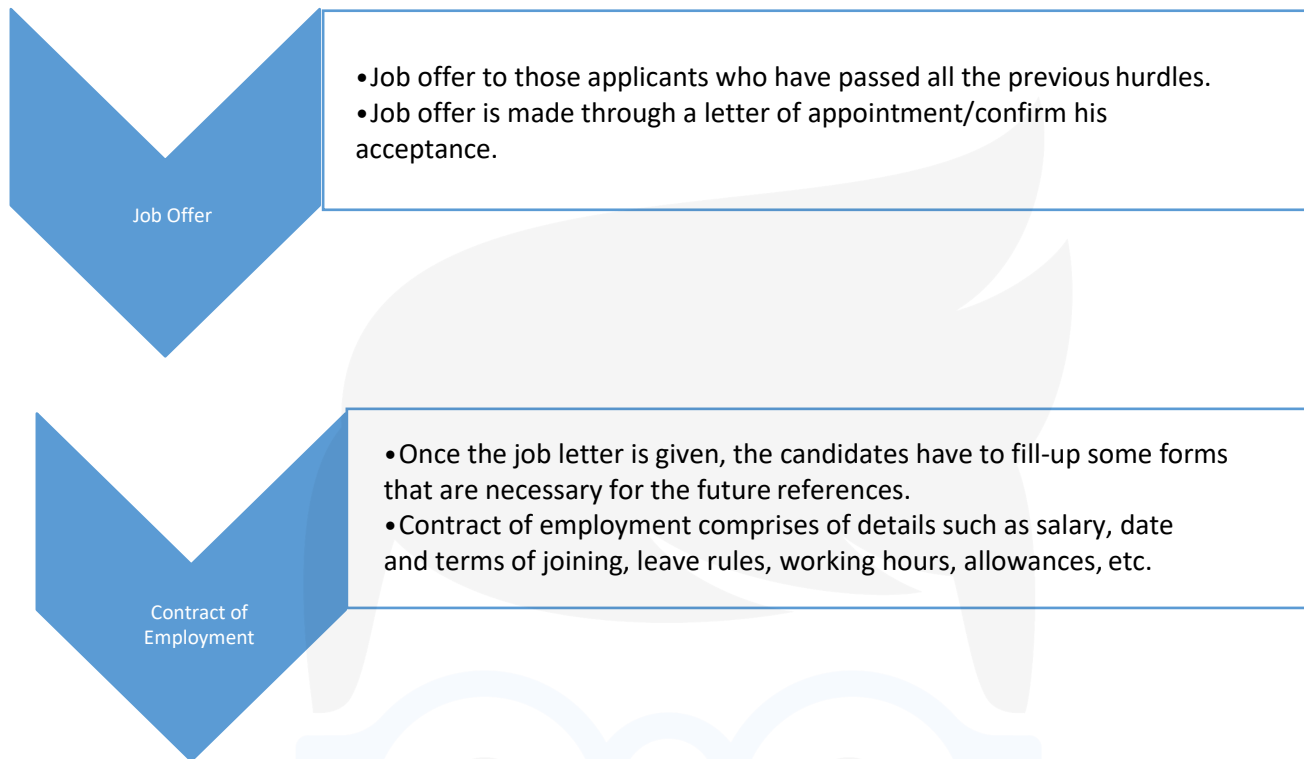 •Job offer to those applicants who have passed all the previous hurdles.
•Job offer is made through a letter of appointment/confirm his
acceptance.
Job Offer
•Once the job letter is given, the candidates have to fill-up some forms
that are necessary for the future references.
•Contract of employment comprises of details such as salary, date
and terms of joining, leave rules, working hours, allowances, etc.
Contract of
Employment